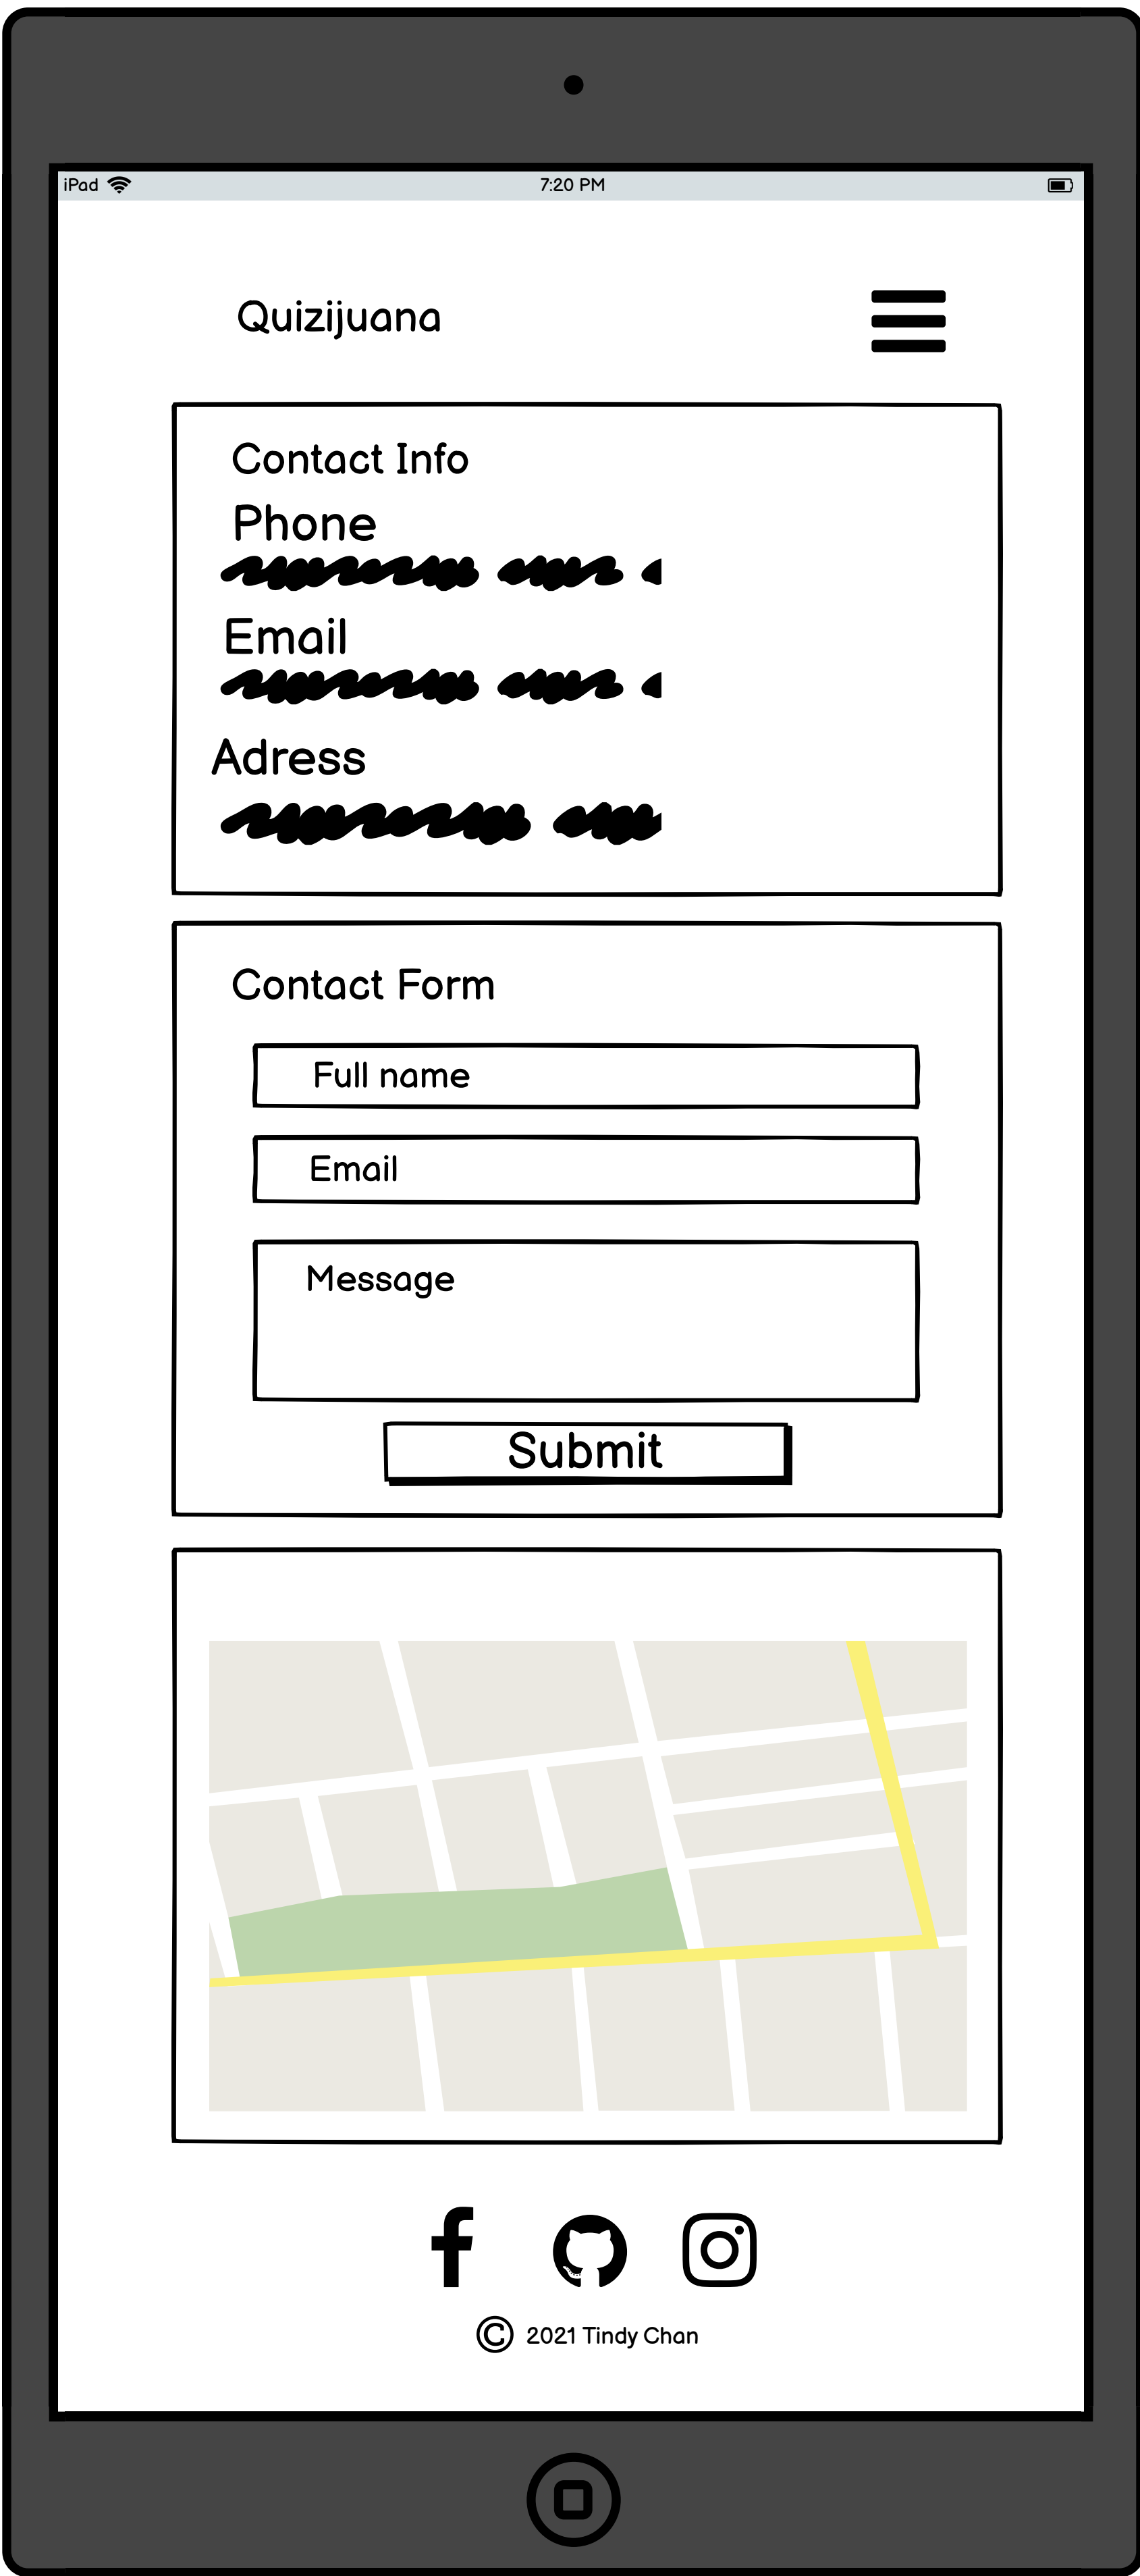 iPad 7:20 PM
Quizijuana
Contact Info
Phone
Email
Adress
Contact Form
Full name
Email
Message
Submit
© 2021 Tindy Chan